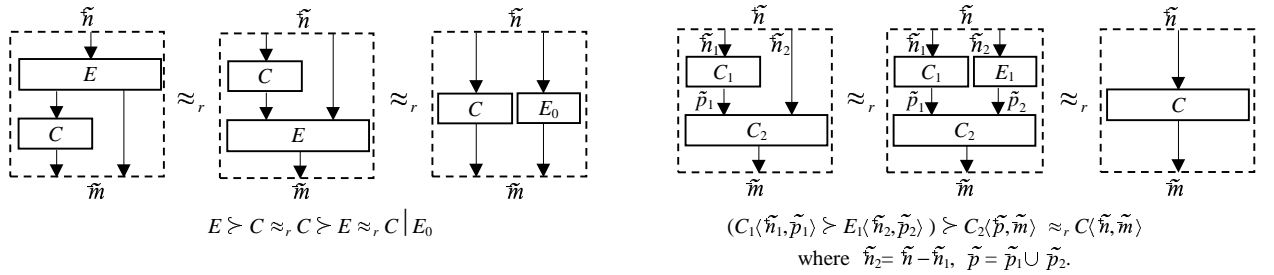 ñ ñ ñ ñ ñ ñ
E C ≈r C E ≈r C E₀
m̃ m̃ m̃
ñ₁ ñ₂ ñ₁ ñ₂
C₁ C₁ E₁
p̃₁ ≈r p̃₁ p̃₂ ≈r C
C₂ C₂
m̃ m̃ m̃
E ≻ C ≈r C ≻ E ≈r C | E₀
(C₁⟨ñ₁, p̃₁⟩ ≻ E₁⟨ñ₂, p̃₂⟩ ) ≻ C₂⟨p̃, m̃⟩ ≈r C⟨ñ, m̃⟩
where ñ₂= ñ − ñ₁, p̃ = p̃₁∪ p̃₂.